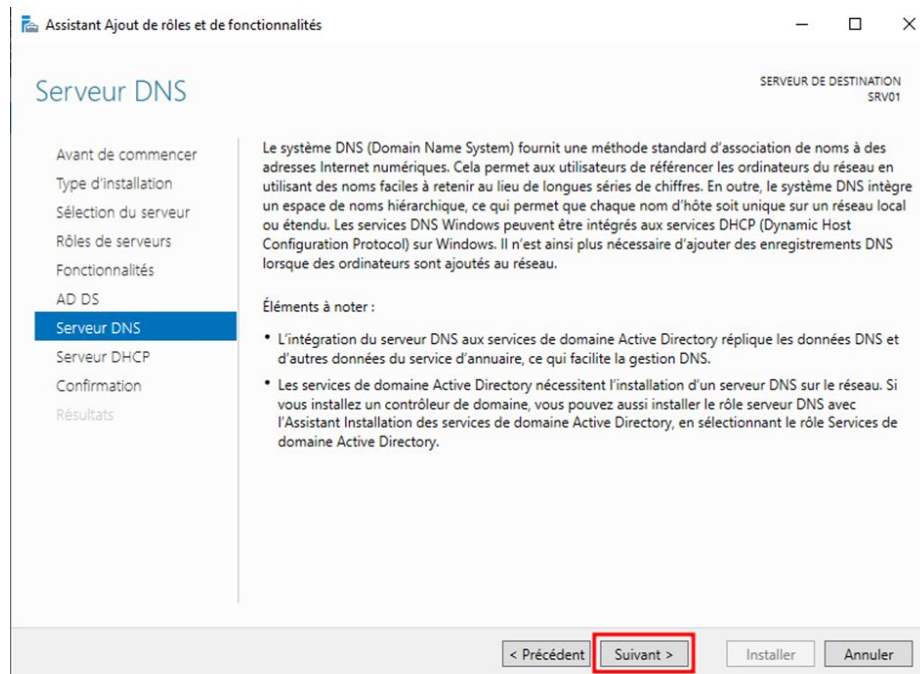 Assistant Ajout de rôles et de fonctionnalités
Serveur DNS
SERVEUR DE DESTINATION
SRV01
Avant de commencer
Type d'installation
Sélection du serveur
Rôles de serveurs
Fonctionnalités
AD DS
Serveur DNS
Serveur DHCP
Confirmation
Résultats
Le système DNS (Domain Name System) fournit une méthode standard d'association de noms à des
adresses Internet numériques. Cela permet aux utilisateurs de référencer les ordinateurs du réseau en
utilisant des noms faciles à retenir au lieu de longues séries de chiffres. En outre, le système DNS intègre
un espace de noms hiérarchique, ce qui permet que chaque nom d'hôte soit unique sur un réseau local
ou étendu. Les services DNS Windows peuvent être intégrés aux services DHCP (Dynamic Host
Configuration Protocol) sur Windows. Il n'est ainsi plus nécessaire d'ajouter des enregistrements DNS
lorsque des ordinateurs sont ajoutés au réseau.
Éléments à noter :
• L'intégration du serveur DNS aux services de domaine Active Directory réplique les données DNS et
d'autres données du service d'annuaire, ce qui facilite la gestion DNS.
• Les services de domaine Active Directory nécessitent l'installation d'un serveur DNS sur le réseau. Si
vous installez un contrôleur de domaine, vous pouvez aussi installer le rôle serveur DNS avec
l'Assistant Installation des services de domaine Active Directory, en sélectionnant le rôle Services de
domaine Active Directory.
< Précédent
Suivant >
Installer
Annuler